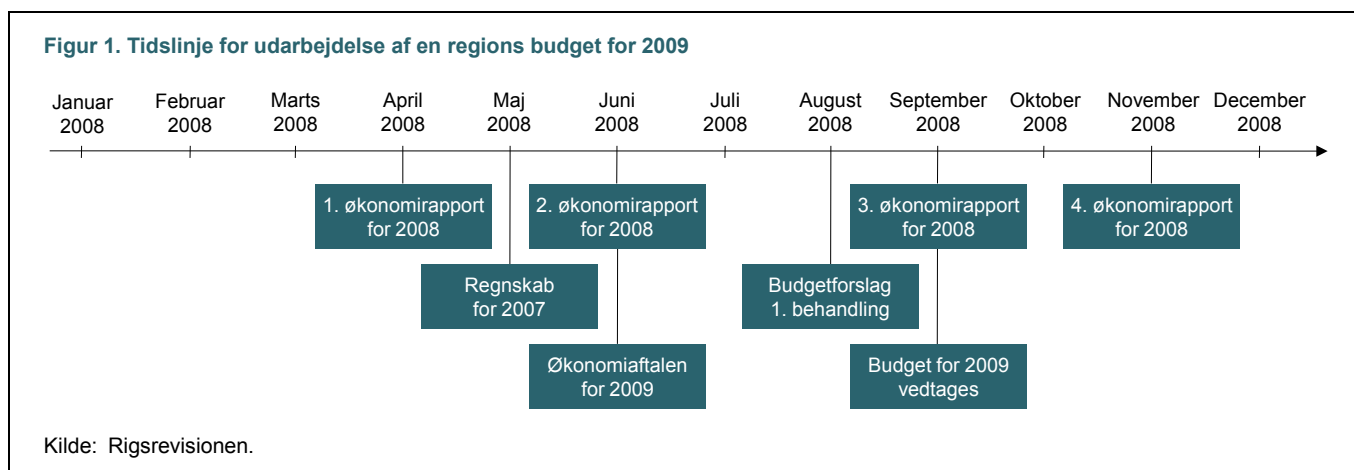 Figur 1. Tidslinje for udarbejdelse af en regions budget for 2009
Januar 2008
Februar 2008
Marts 2008
April 2008
Maj 2008
Juni 2008
Juli 2008
August 2008
September 2008
Oktober 2008
November 2008
December 2008
1. økonomirapport
for 2008
2. økonomirapport
for 2008
3. økonomirapport
for 2008
4. økonomirapport
for 2008
Regnskab
for 2007
Budgetforslag
1. behandling
Økonomiaftalen
for 2009
Budget for 2009
vedtages
Kilde: Rigsrevisionen.